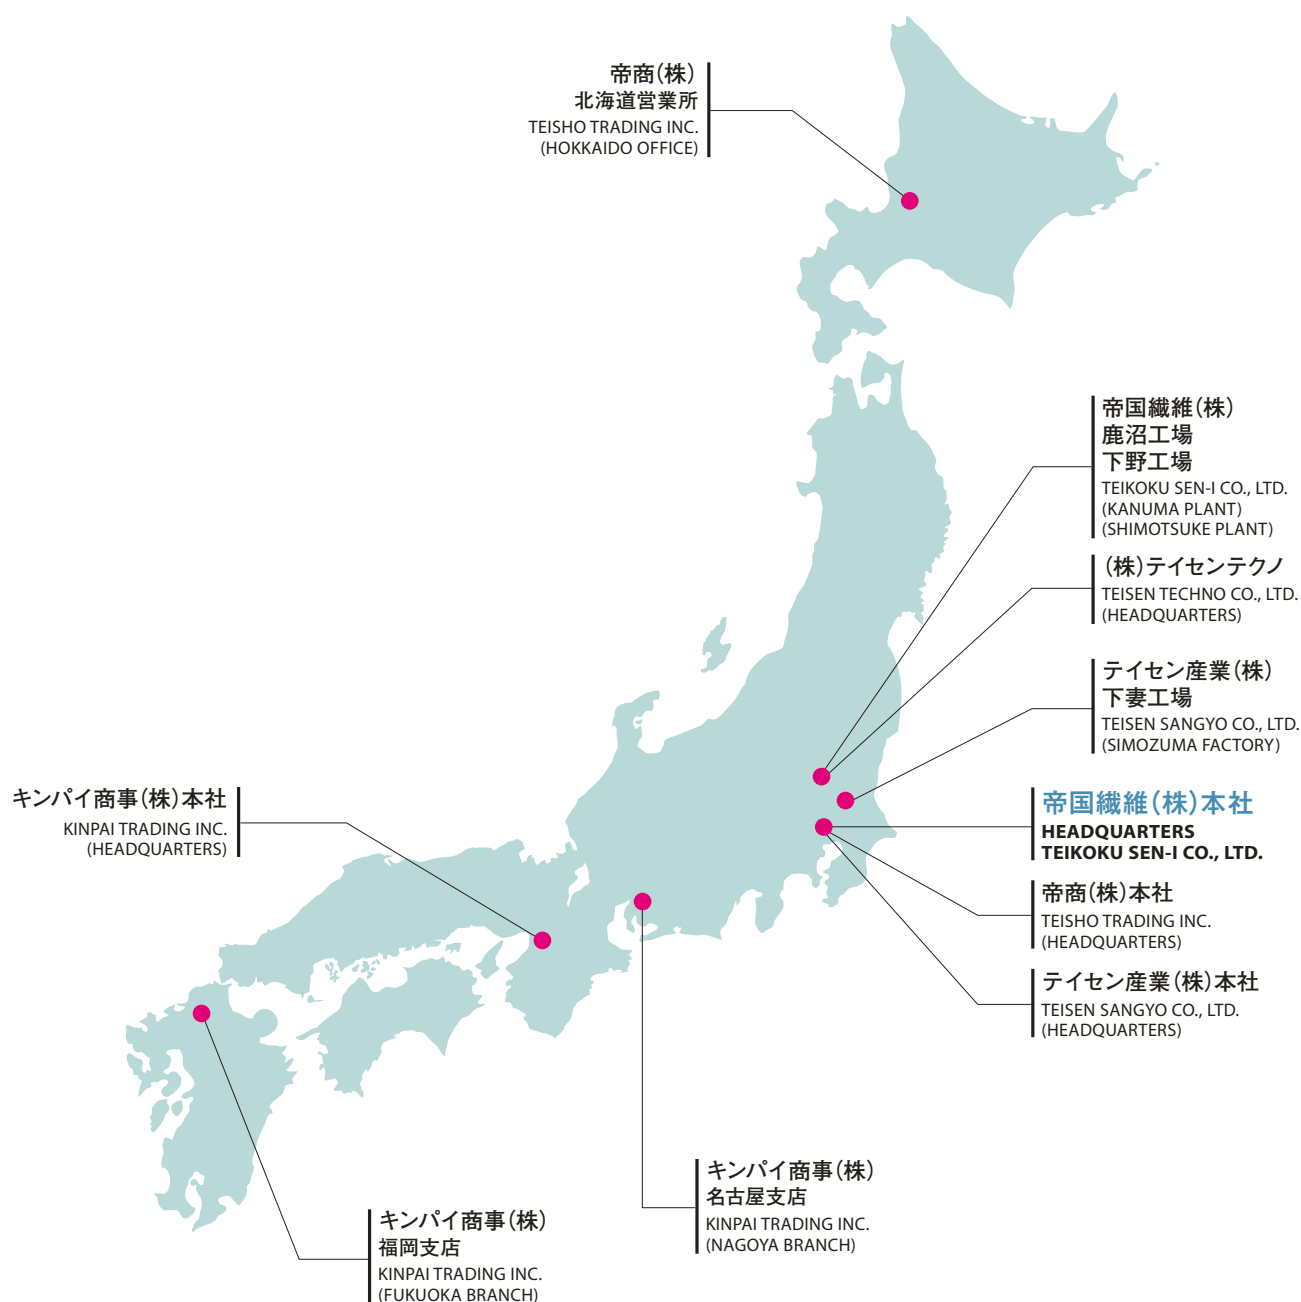 帝商(株)
北海道営業所
TEISHO TRADING INC.
(HOKKAIDO OFFICE)
帝国繊維(株)
鹿沼工場
下野工場
TEIKOKU SEN-I CO., LTD.
(KANUMA PLANT)
(SHIMOTSUKE PLANT)
(株)テイセンテクノ
TEISEN TECHNO CO., LTD.
(HEADQUARTERS)
テイセン産業(株)
下妻工場
TEISEN SANGYO CO., LTD.
(SIMOZUMA FACTORY)
キンパイ商事(株)本社
KINPAI TRADING INC.
(HEADQUARTERS)
帝国繊維(株)本社
HEADQUARTERS
TEIKOKU SEN-I CO., LTD.
帝商(株)本社
TEISHO TRADING INC.
(HEADQUARTERS)
テイセン産業(株)本社
TEISEN SANGYO CO., LTD.
(HEADQUARTERS)
キンパイ商事(株)
名古屋支店
KINPAI TRADING INC.
(NAGOYA BRANCH)
キンパイ商事(株)
福岡支店
KINPAI TRADING INC.
(FUKUOKA BRANCH)